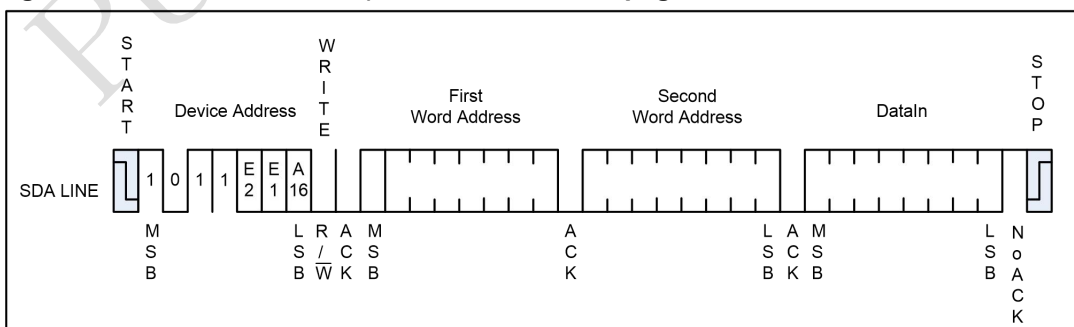 START
WRITE
STOP
Device Address
First
Word Address
Second
Word Address
DataIn
SDA LINE
1 0 1 1 E2 E1 A16
MSB
LSB
R/W
ACK
MSB
ACK
LSB
ACK
MSB
LSB
NoACK